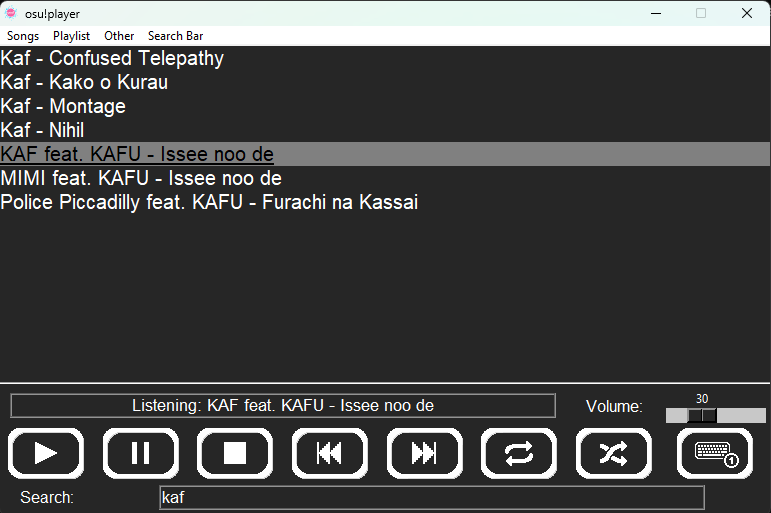 osu!player
Songs Playlist Other Search Bar
Kaf - Confused Telepathy
Kaf - Kako o Kurau
Kaf - Montage
Kaf - Nihil
KAF feat. KAFU - Issee noo de
MIMI feat. KAFU - Issee noo de
Police Piccadilly feat. KAFU - Furachi na Kassai
Listening: KAF feat. KAFU - Issee noo de
Volume:
30
1
Search:
kaf